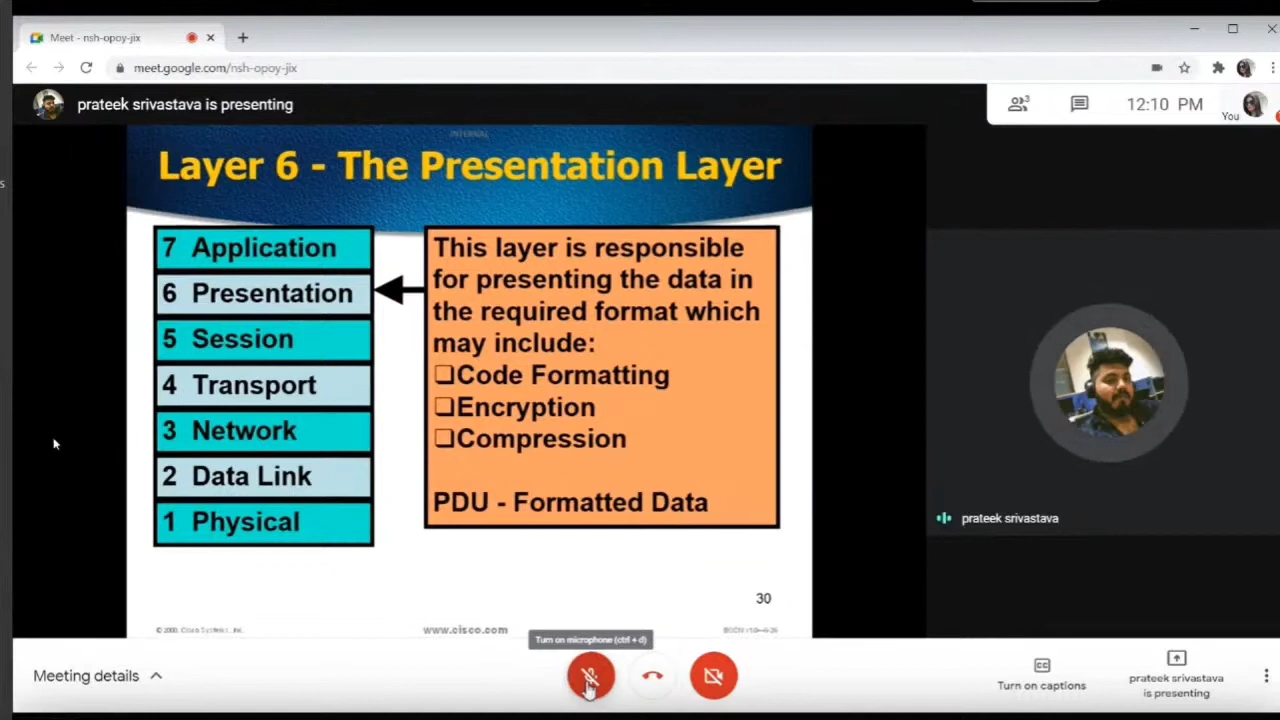 Meet - nsh-opoy-jix
meet.google.com/nsh-opoy-jix
prateek srivastava is presenting
3
12:10 PM
You
INTERNAL
Layer 6 - The Presentation Layer
7 Application
6 Presentation
5 Session
4 Transport
3 Network
2 Data Link
1 Physical
This layer is responsible
for presenting the data in
the required format which
may include:
❑Code Formatting
❑Encryption
❑Compression
PDU - Formatted Data
30
www.cisco.com
prateek srivastava
Turn on microphone (ctrl + d)
Meeting details
CC
Turn on captions
prateek srivastava
is presenting